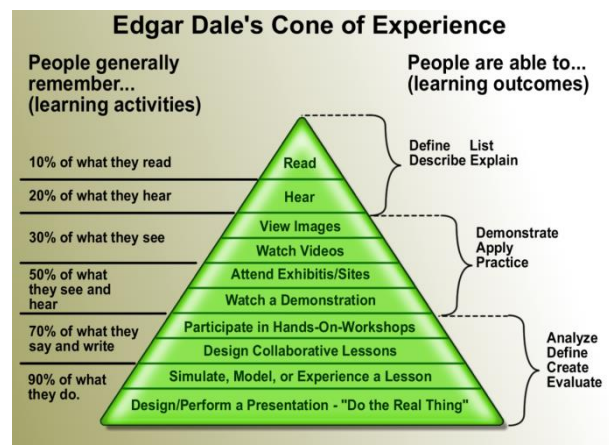 Edgar Dale's Cone of Experience
People generally
remember...
(learning activities)
People are able to...
(learning outcomes)
10% of what they read
20% of what they hear
30% of what they see
50% of what
they see and
hear
70% of what they
say and write
90% of what
they do.
Read
Hear
View Images
Watch Videos
Attend Exhibitis/Sites
Watch a Demonstration
Participate in Hands-On-Workshops
Design Collaborative Lessons
Simulate, Model, or Experience a Lesson
Design/Perform a Presentation - "Do the Real Thing"
Define List
Describe Explain
Demonstrate
Apply
Practice
Analyze
Define
Create
Evaluate